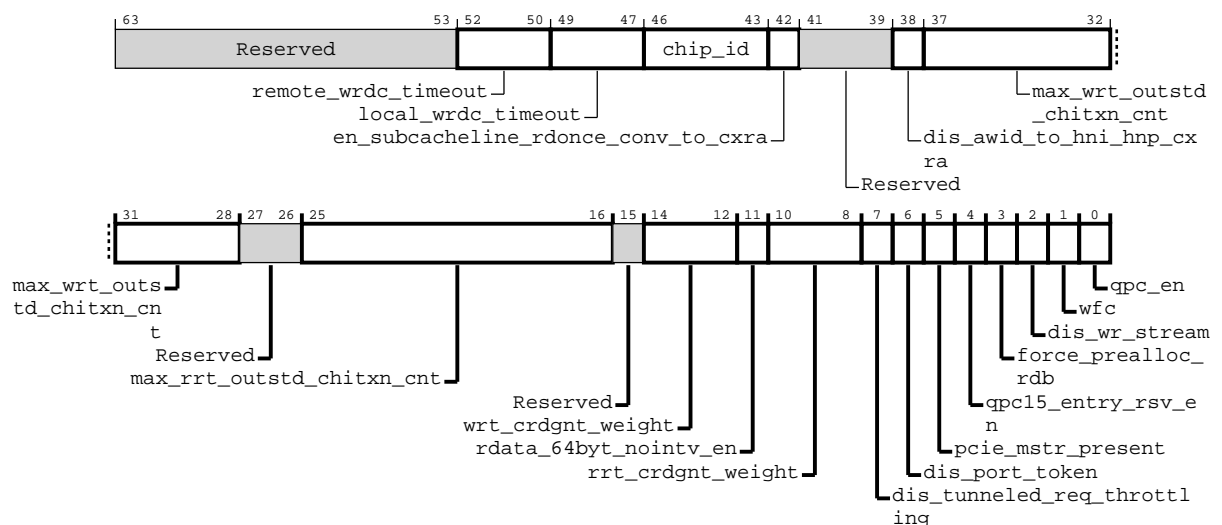 63 53 52 50 49 47 46 43 42 41 39 38 37 32
Reserved chip_id
remote_wrdc_timeout max_wrt_outstd
local_wrdc_timeout _chitxn_cnt
en_subcacheline_rdonce_conv_to_cxra dis_awid_to_hni_hnp_cx
ra
Reserved
31 28 27 26 25 16 15 14 12 11 10 8 7 6 5 4 3 2 1 0
max_wrt_outs qpc_en
td_chitxn_cn wfc
t dis_wr_stream
Reserved force_prealloc_
max_rrt_outstd_chitxn_cnt rdb
Reserved qpc15_entry_rsv_e
wrt_crdgnt_weight n
rdata_64byt_nointv_en pcie_mstr_present
rrt_crdgnt_weight dis_port_token
dis_tunneled_req_throttl
ing